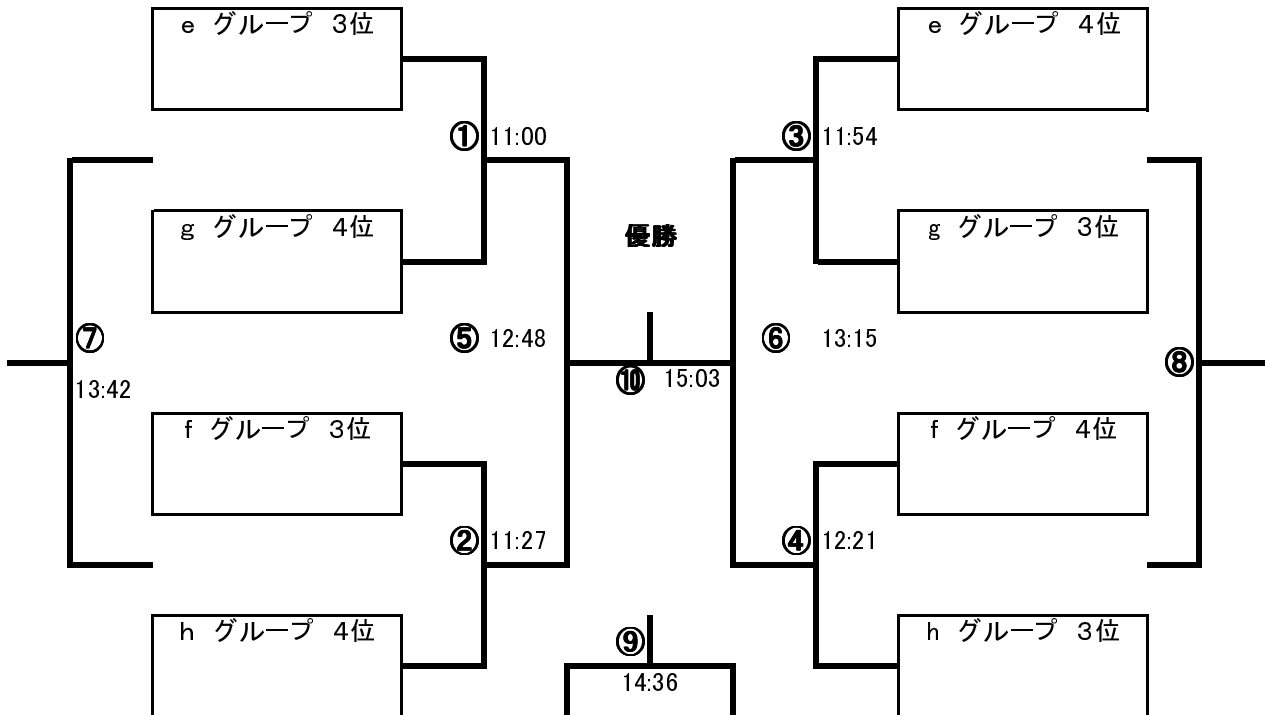 e グループ 3位
e グループ 4位
① 11:00
③ 11:54
g グループ 4位
優勝
g グループ 3位
⑦
⑤ 12:48
⑥ 13:15
⑧
13:42
⑩ 15:03
f グループ 3位
f グループ 4位
② 11:27
④ 12:21
h グループ 4位
⑨
h グループ 3位
14:36